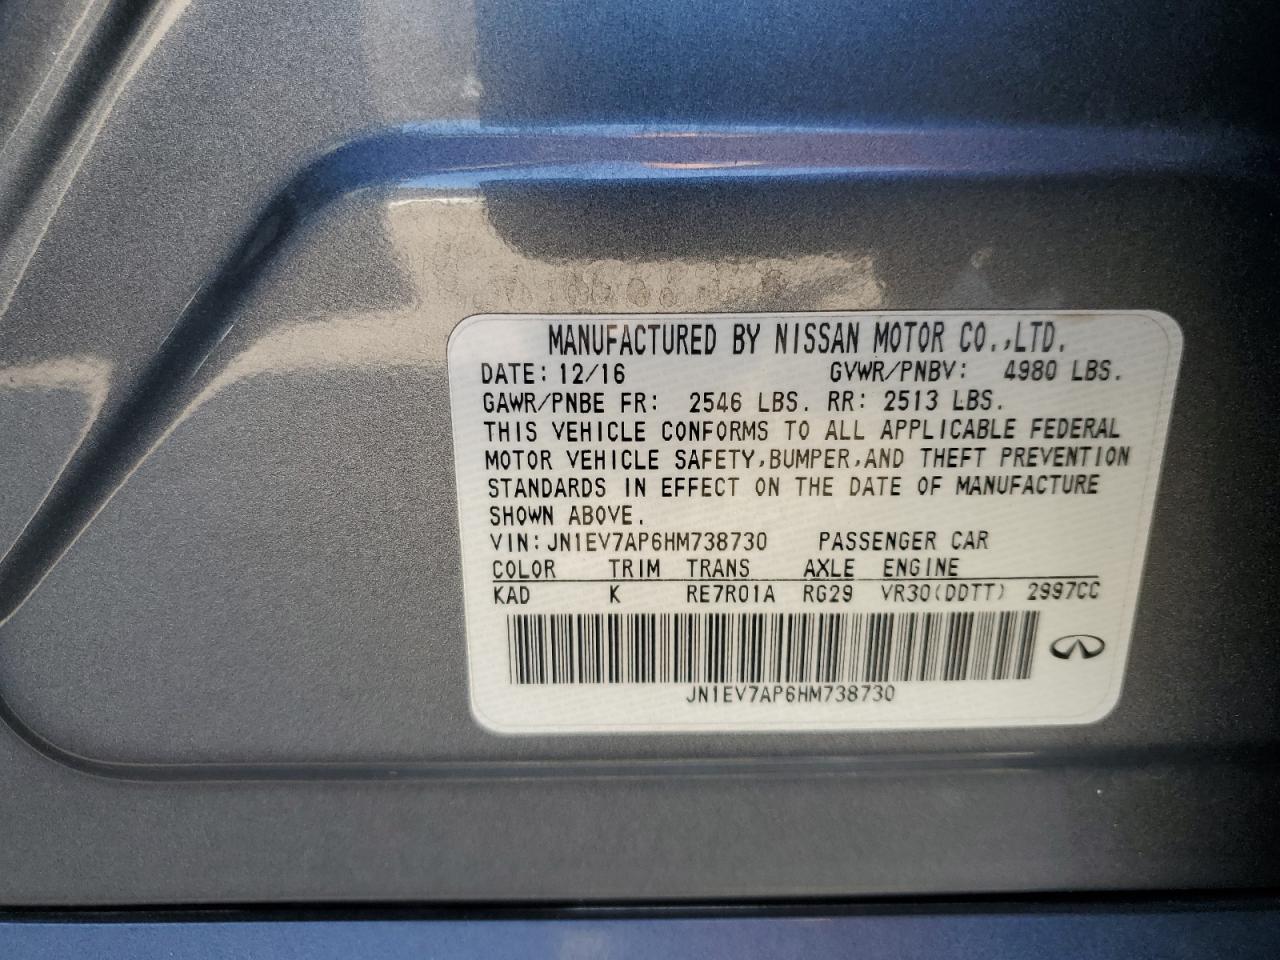 MANUFACTURED BY NISSAN MOTOR CO.,LTD.
DATE: 12/16 GVWR/PNBV: 4980 LBS.
GAWR/PNBE FR: 2546 LBS. RR: 2513 LBS.
THIS VEHICLE CONFORMS TO ALL APPLICABLE FEDERAL
MOTOR VEHICLE SAFETY,BUMPER,AND THEFT PREVENTION
STANDARDS IN EFFECT ON THE DATE OF MANUFACTURE
SHOWN ABOVE.
VIN: JN1EV7AP6HM738730 PASSENGER CAR
COLOR TRIM TRANS AXLE ENGINE
KAD K RE7R01A RG29 VR30(DDTT) 2997CC
JN1EV7AP6HM738730